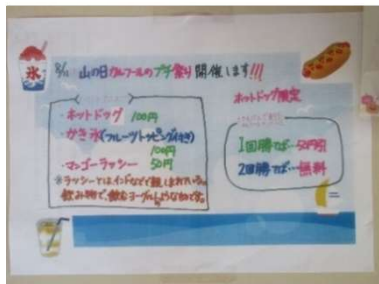 氷
8/11 山の日カルフールのプチ祭り開催します!!!
・ホットドッグ 100円
・かき氷(フルーツトッピング付き)
100円
・マンゴーラッシー 50円
※ラッシーとは、インドなどで親しまれている
飲み物で、飲むヨーグルトのようなものです。
ホットドッグ限定
1回勝てば…50円引
2回勝てば…無料